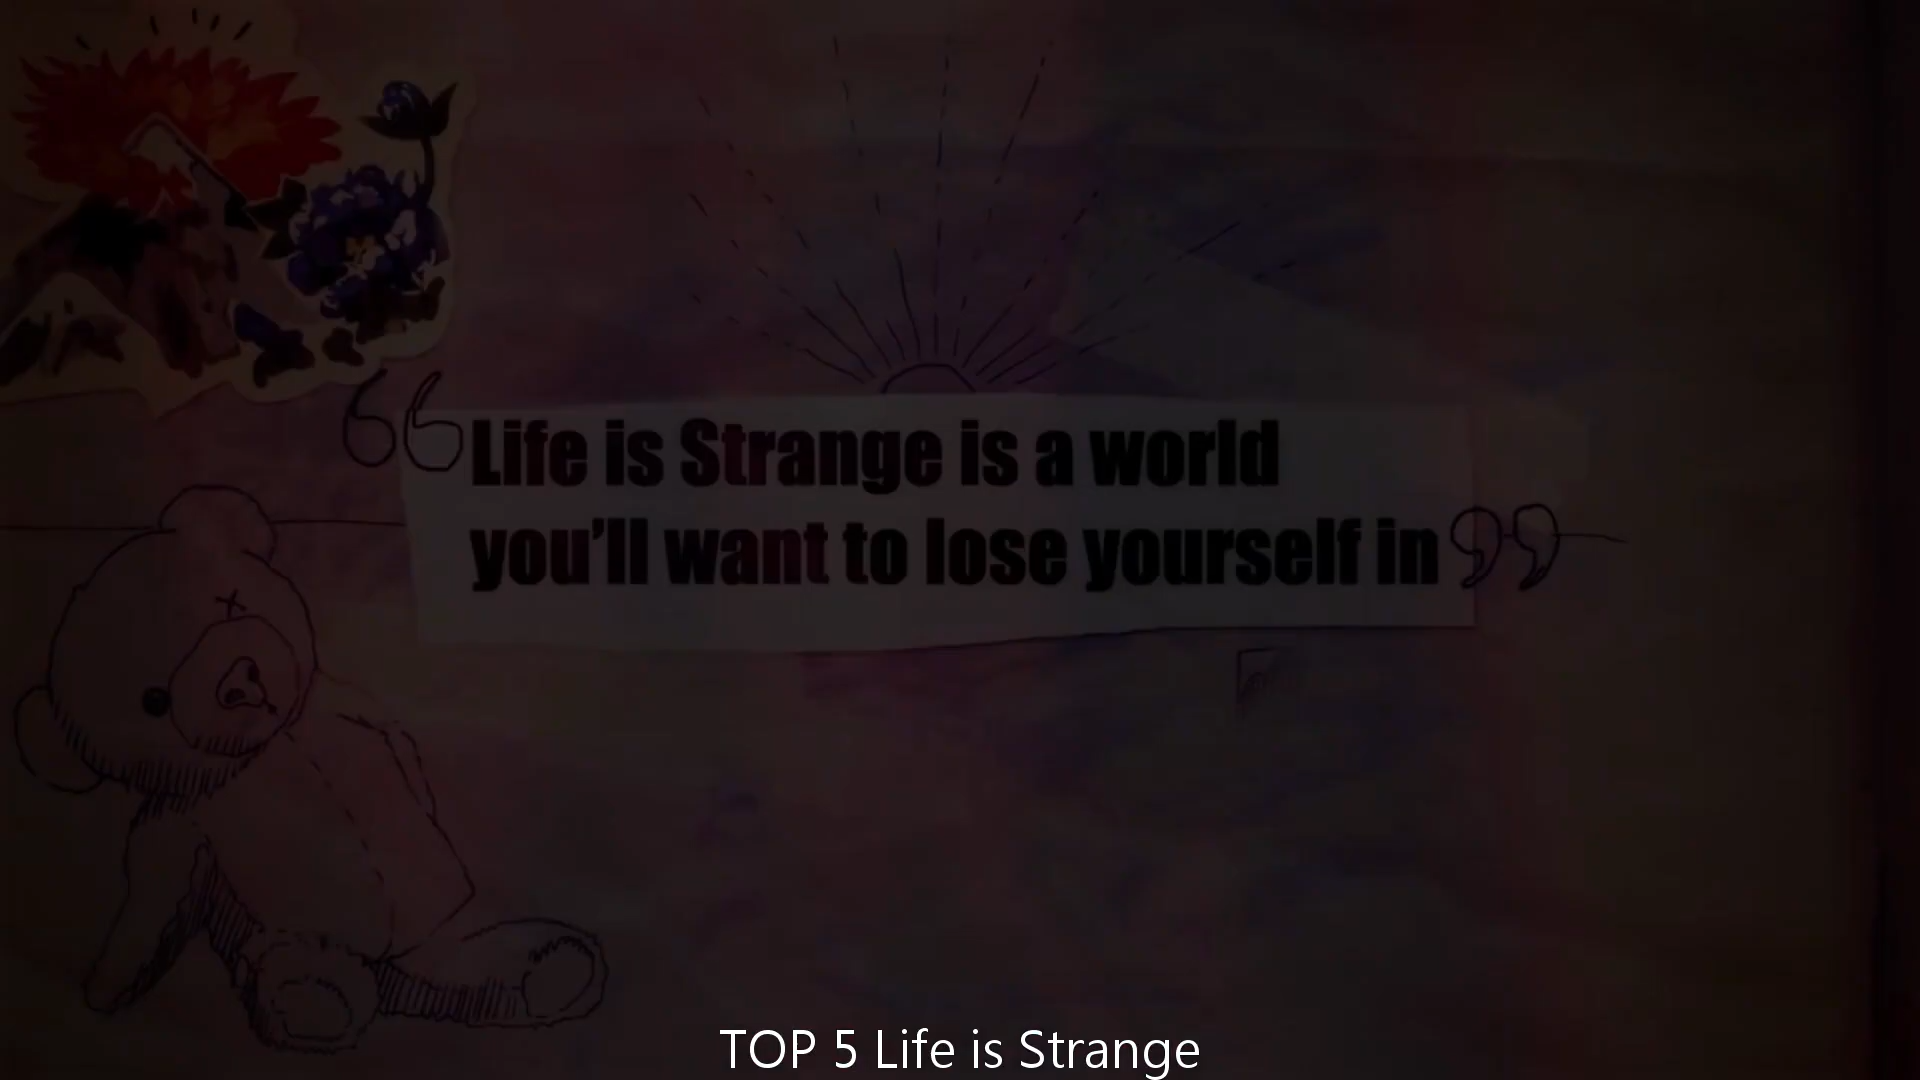 “Life is Strange is a world
you’ll want to lose yourself in”
TOP 5 Life is Strange